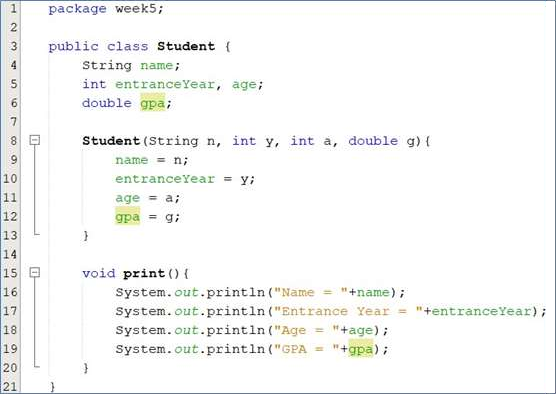 1 package week5;
2
3 public class Student {
4 String name;
5 int entranceYear, age;
6 double gpa;
7
8 Student(String n, int y, int a, double g){
9 name = n;
10 entranceYear = y;
11 age = a;
12 gpa = g;
13 }
14
15 void print(){
16 System.out.println("Name = "+name);
17 System.out.println("Entrance Year = "+entranceYear);
18 System.out.println("Age = "+age);
19 System.out.println("GPA = "+gpa);
20 }
21 }